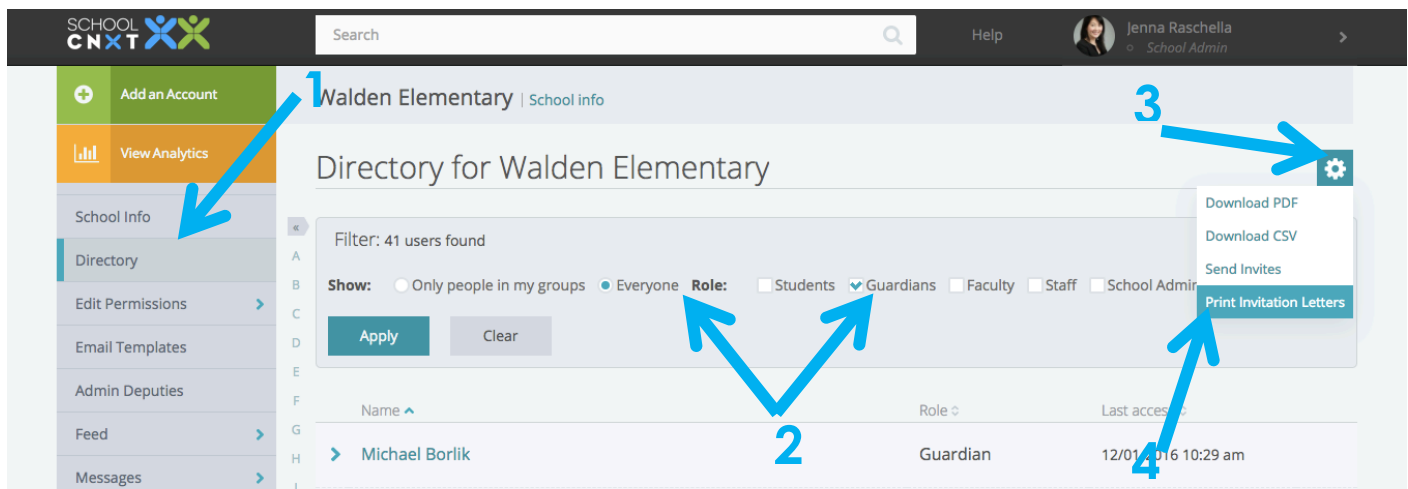 SCHOOL
CNXT
Search
Help
Jenna Raschella
School Admin
Add an Account
View Analytics
School Info
Directory
Edit Permissions
Email Templates
Admin Deputies
Feed
Messages
1
Walden Elementary | School info
3
Directory for Walden Elementary
Download PDF
Download CSV
Send Invites
Print Invitation Letters
«
A
B
C
D
E
F
G
H
I
Filter: 41 users found
Show: Only people in my groups Everyone Role: Students Guardians Faculty Staff School Admin
Apply Clear
Name Role Last access
2
4
Michael Borlik Guardian 12/01/2016 10:29 am